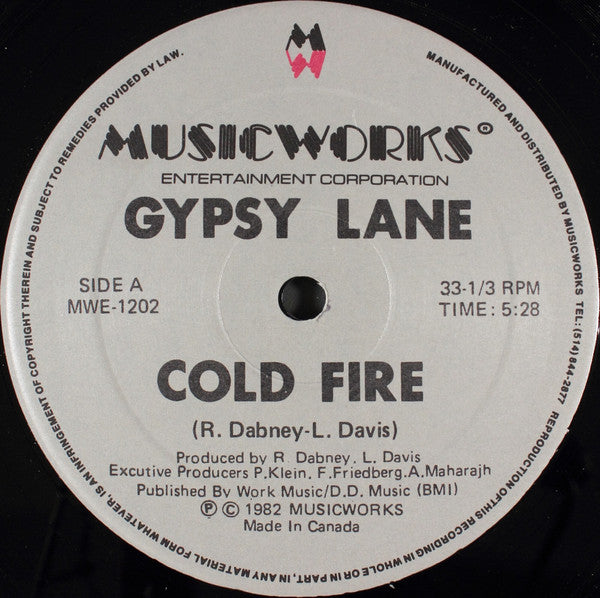 MW
MUSICWORKS®
ENTERTAINMENT CORPORATION
GYPSY LANE
SIDE A
MWE-1202
33-1/3 RPM
TIME: 5:28
COLD FIRE
(R. Dabney-L. Davis)
Produced by R. Dabney. L. Davis
Excutive Producers P.Klein, F.Friedberg.A.Maharajh
Published By Work Music/D.D. Music (BMI)
Ⓟ © 1982 MUSICWORKS
Made In Canada
MANUFACTURED AND DISTRIBUTED BY MUSICWORKS TEL: (514) 844-2877 REPRODUCTION OF THIS RECORDING IN WHOLE OR IN PART, IN ANY MATERIAL FORM WHATEVER, IS AN INFRINGEMENT OF COPYRIGHT THEREIN AND SUBJECT TO REMEDIES PROVIDED BY LAW.